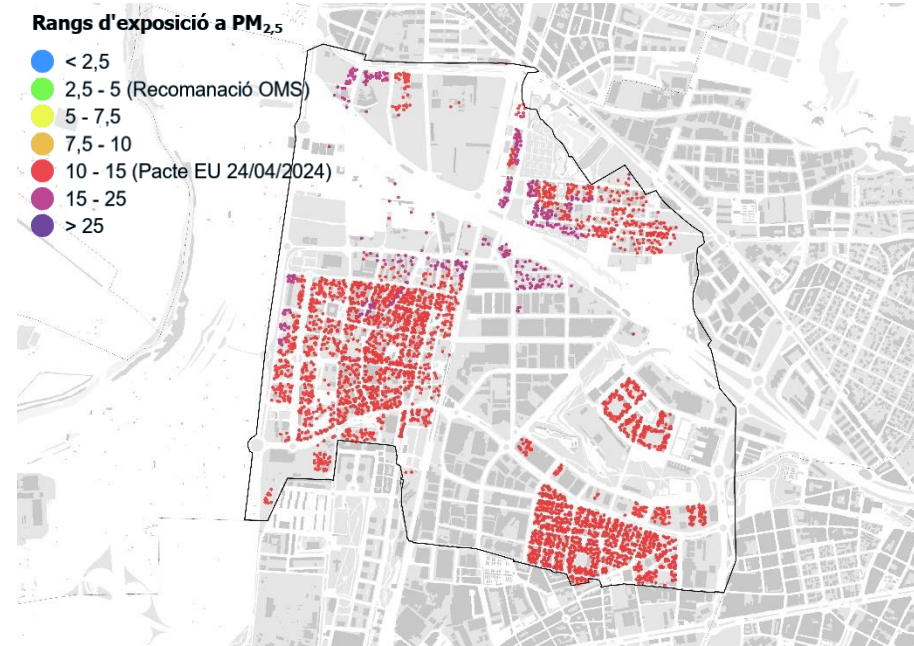 Rangs d'exposició a PM2,5
< 2,5
2,5 - 5 (Recomanació OMS)
5 - 7,5
7,5 - 10
10 - 15 (Pacte EU 24/04/2024)
15 - 25
> 25